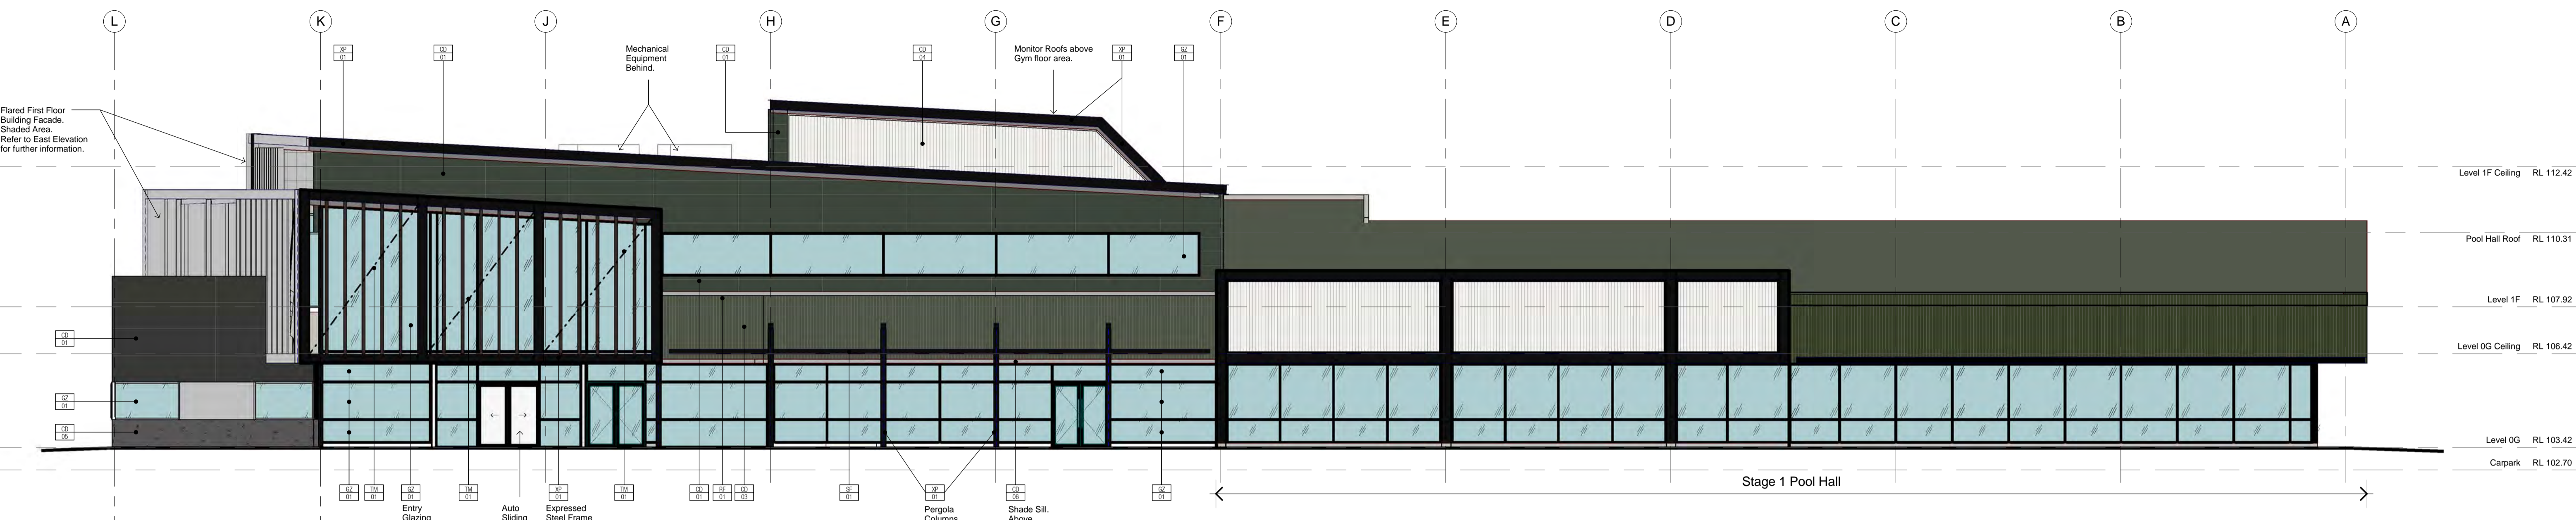 L
K
J
H
G
F
E
D
C
B
A
XP
01
CD
01
Mechanical
Equipment
Behind.
CD
01
CD
04
Monitor Roofs above
Gym floor area.
XP
01
GZ
01
Flared First Floor
Building Facade.
Shaded Area.
Refer to East Elevation
for further information.
Level 1F Ceiling RL 112.42
Pool Hall Roof RL 110.31
Level 1F RL 107.92
Level 0G Ceiling RL 106.42
Level 0G RL 103.42
Carpark RL 102.70
CD
01
GZ
01
CD
05
GZ
01
TM
01
GZ
01
TM
01
XP
01
TM
01
CD
01
RF
01
CD
03
SF
01
XP
01
CD
06
GZ
01
Entry
Glazing
Auto
Sliding
Expressed
Steel Frame
Pergola
Columns
Shade Sill.
Above
Stage 1 Pool Hall